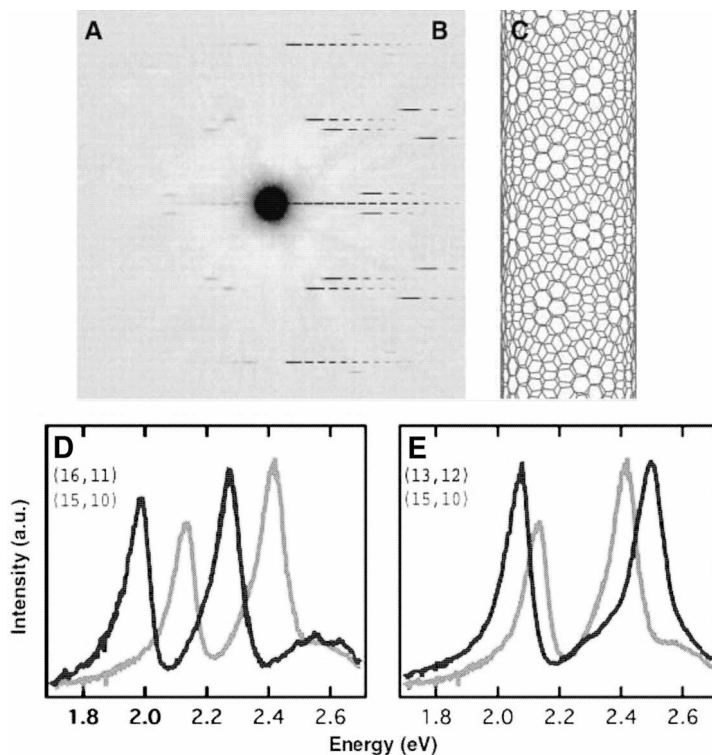 A B C
D E
(16,11) (13,12)
(15,10) (15,10)
Intensity (a.u.)
1.8 2.0 2.2 2.4 2.6 1.8 2.0 2.2 2.4 2.6
Energy (eV)